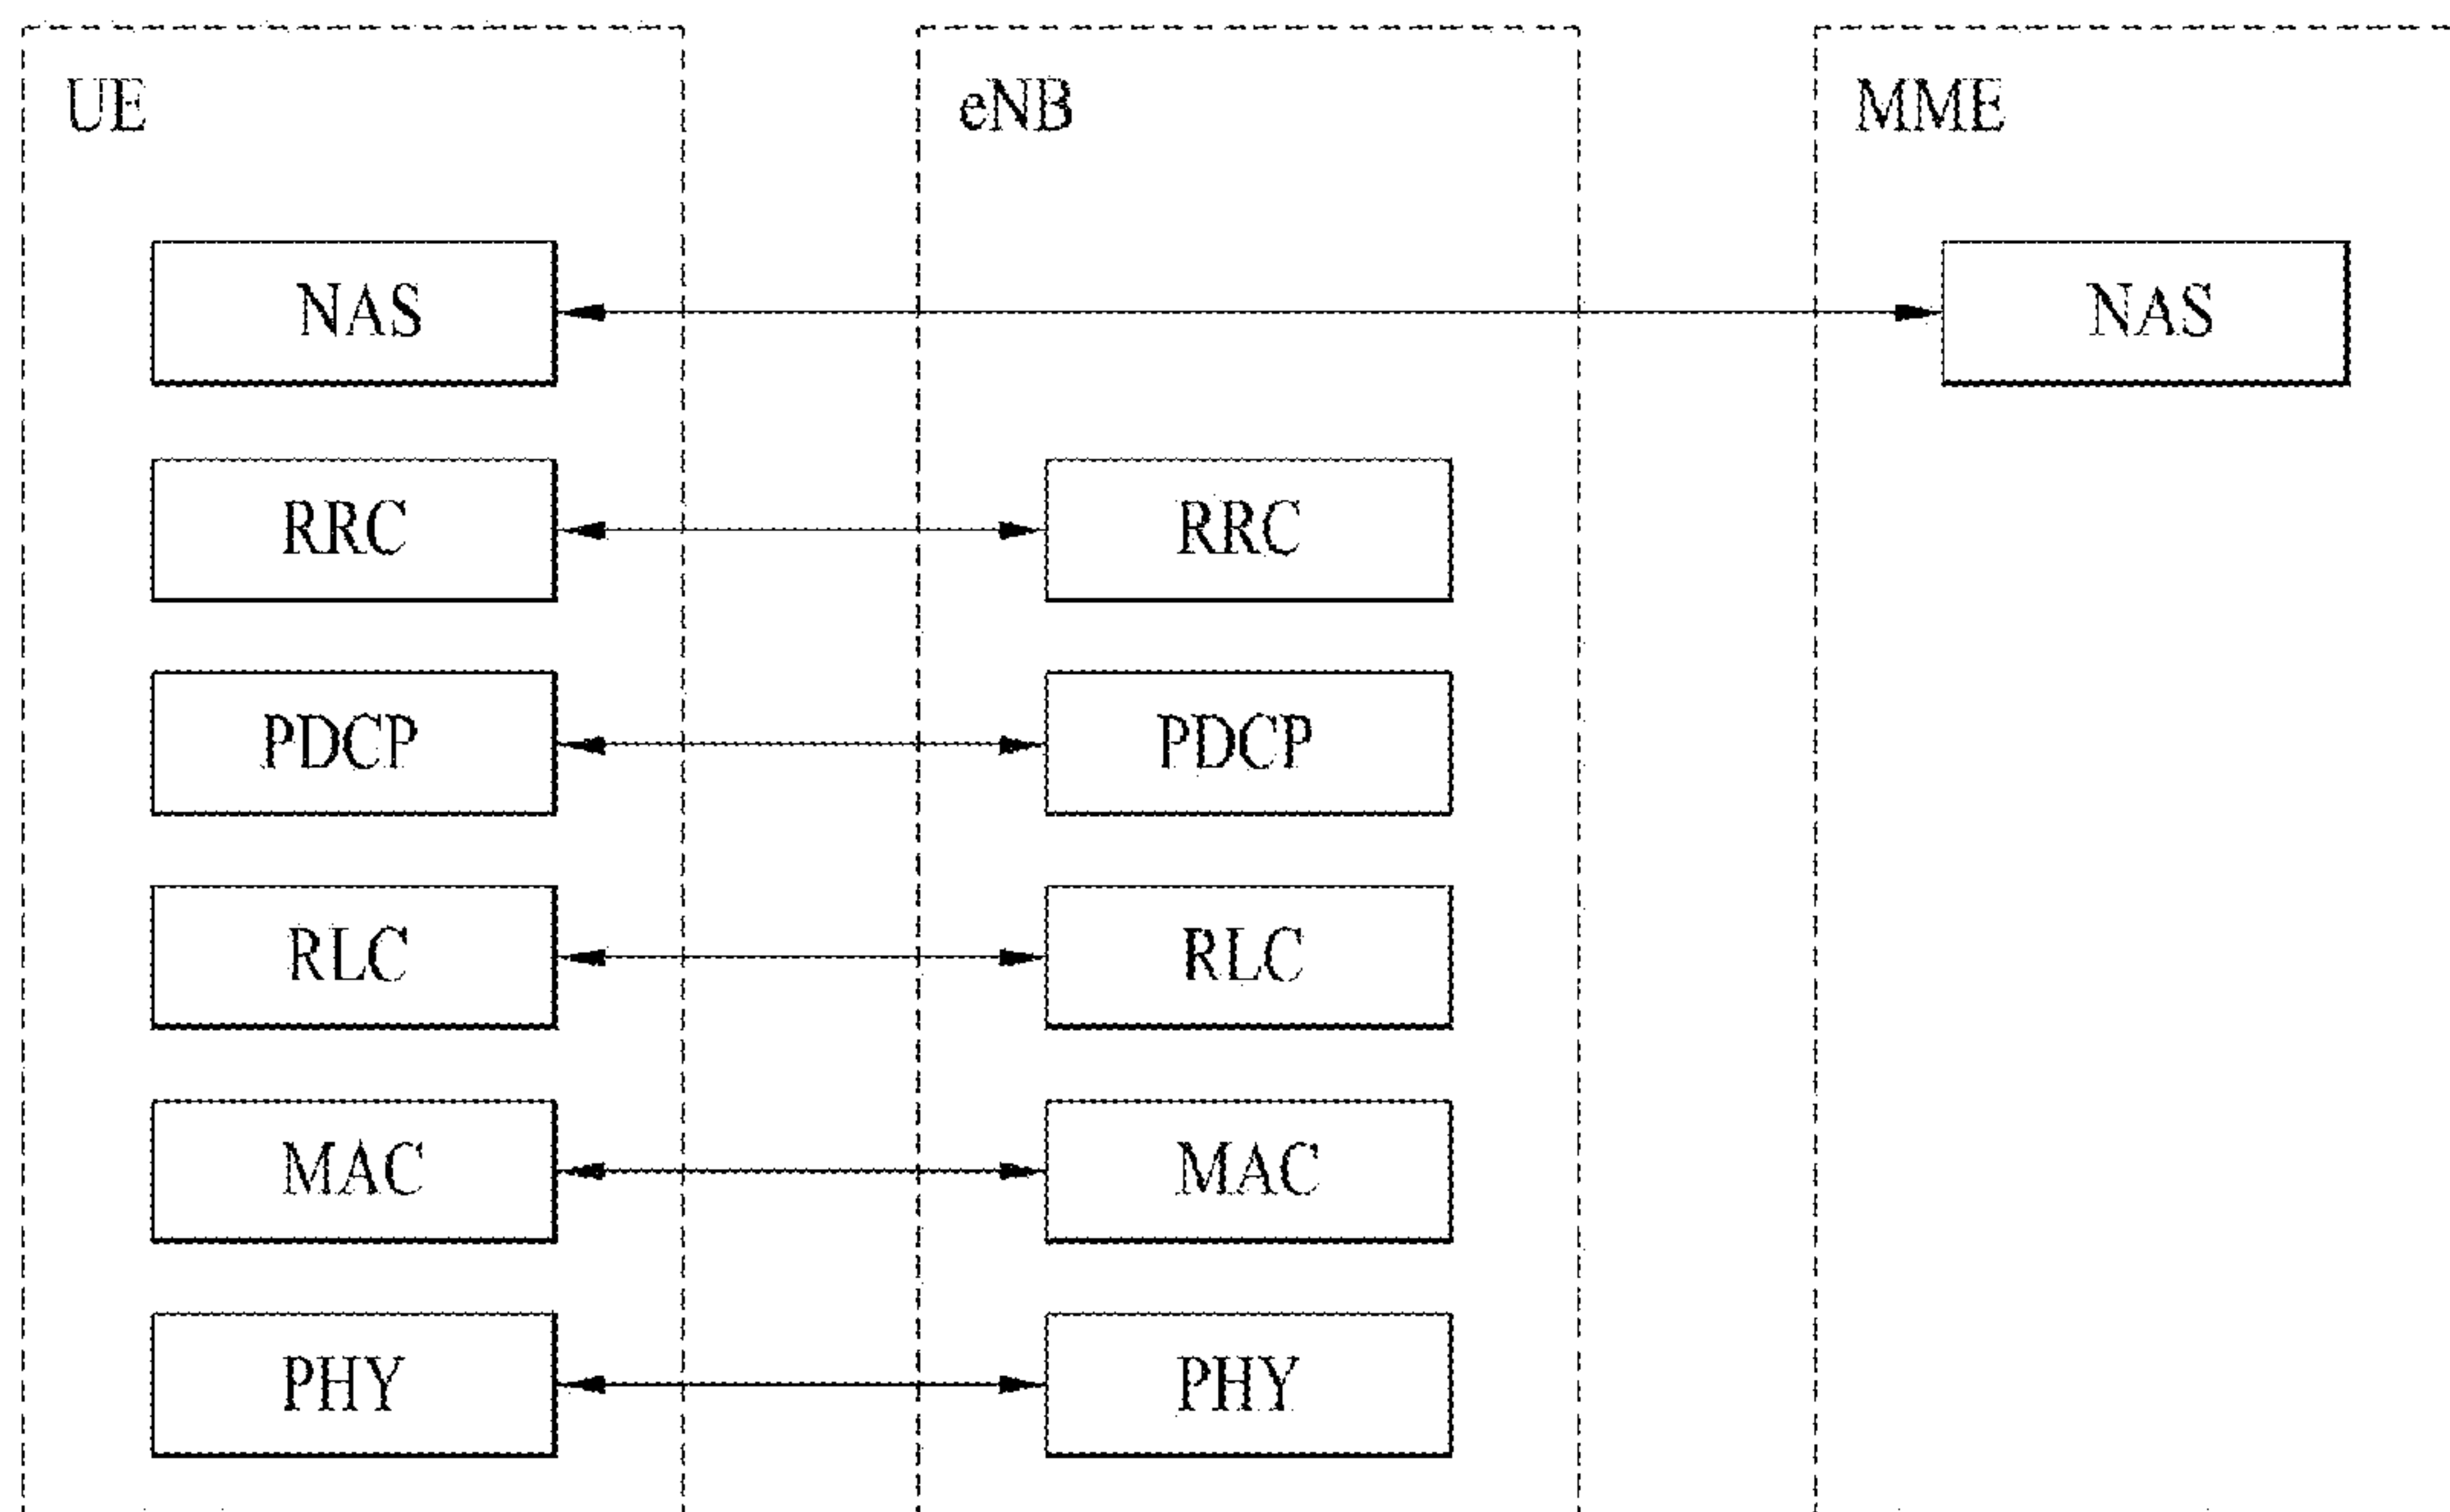 UE eNB MME
NAS NAS
RRC RRC
PDCP PDCP
RLC RLC
MAC MAC
PHY PHY